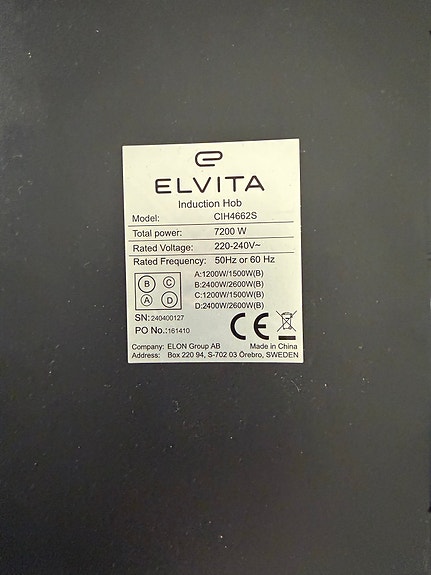 ELVITA
Induction Hob
Model: CIH4662S
Total power: 7200 W
Rated Voltage: 220-240V~
Rated Frequency: 50Hz or 60 Hz
B C
A D
A:1200W/1500W(B)
B:2400W/2600W(B)
C:1200W/1500W(B)
D:2400W/2600W(B)
SN: 240400127
PO No.: 161410
CE
Company: ELON Group AB Made in China
Address: Box 220 94, S-702 03 Örebro, SWEDEN